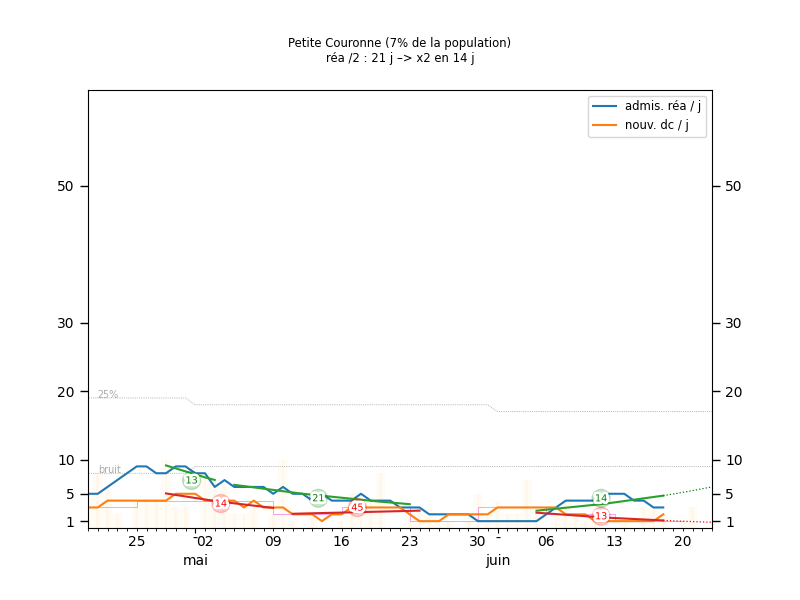 Petite Couronne (7% de la population)
réa /2 : 21 j –> x2 en 14 j
admis. réa / j
nouv. dc / j
50 50
30 30
20 20
25%
10 10
bruit
5 5
1 1
13 14 21 45 14 13
25 02 09 16 23 30 06 13 20
mai juin